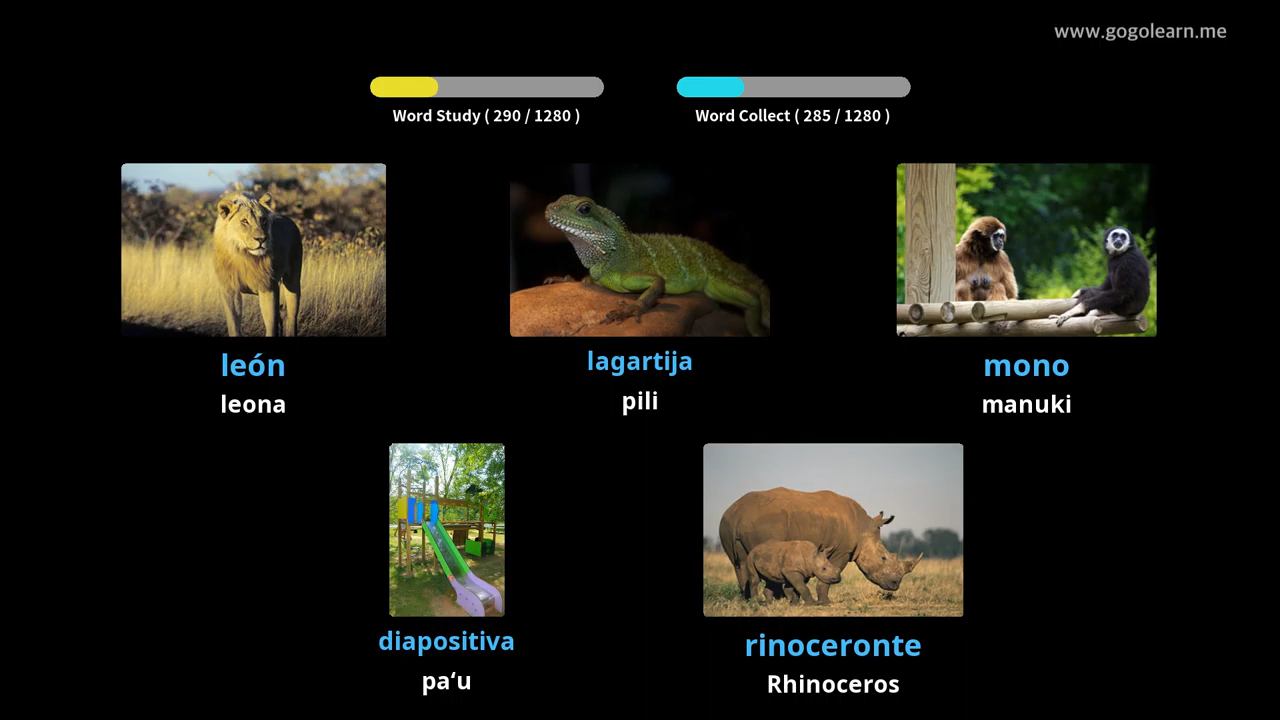 www.gogolearn.me
Word Study ( 290 / 1280 )
Word Collect ( 285 / 1280 )
león
leona
lagartija
pili
mono
manuki
diapositiva
paʻu
rinoceronte
Rhinoceros